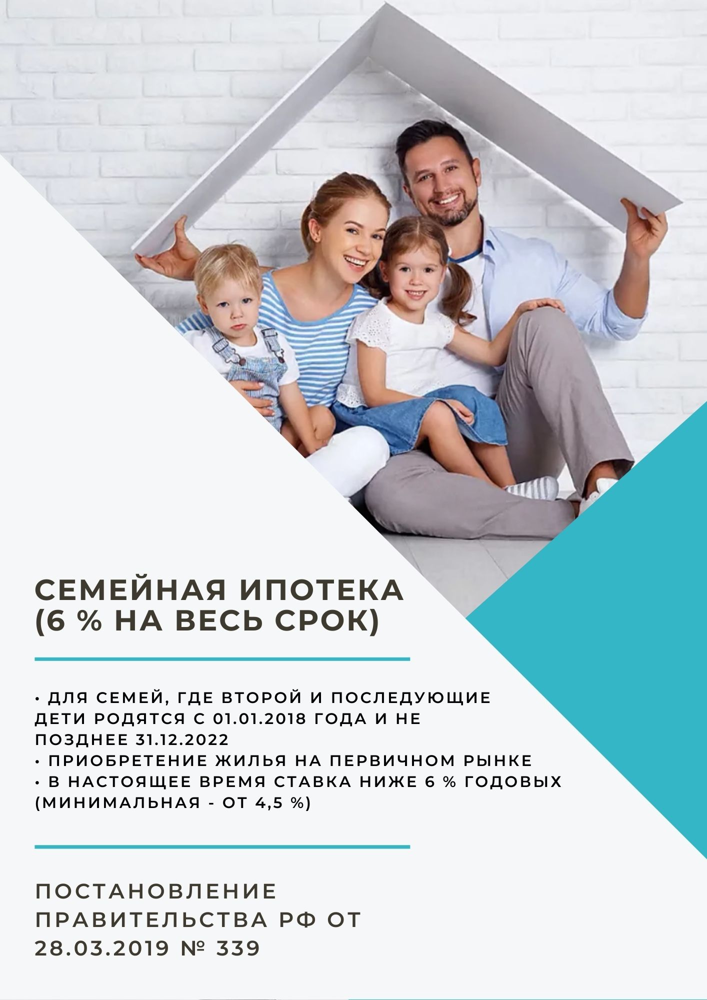 СЕМЕЙНАЯ ИПОТЕКА
(6 % НА ВЕСЬ СРОК)
• ДЛЯ СЕМЕЙ, ГДЕ ВТОРОЙ И ПОСЛЕДУЮЩИЕ
ДЕТИ РОДЯТСЯ С 01.01.2018 ГОДА И НЕ
ПОЗДНЕЕ 31.12.2022
• ПРИОБРЕТЕНИЕ ЖИЛЬЯ НА ПЕРВИЧНОМ РЫНКЕ
• В НАСТОЯЩЕЕ ВРЕМЯ СТАВКА НИЖЕ 6 % ГОДОВЫХ
(МИНИМАЛЬНАЯ - ОТ 4,5 %)
ПОСТАНОВЛЕНИЕ
ПРАВИТЕЛЬСТВА РФ ОТ
28.03.2019 № 339